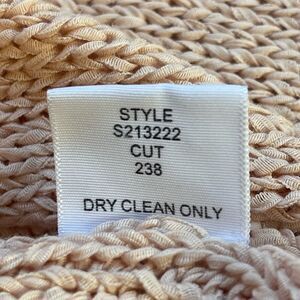 STYLE
S213222
CUT
238
DRY CLEAN ONLY